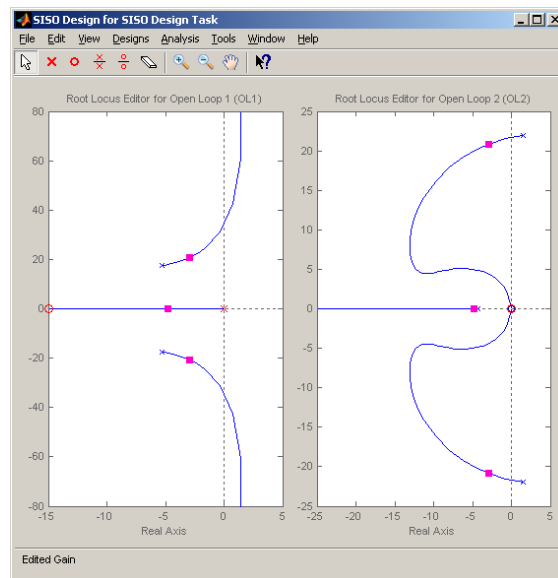 SISO Design for SISO Design Task
File Edit View Designs Analysis Tools Window Help
Root Locus Editor for Open Loop 1 (OL1)
80
60
40
20
0
-20
-40
-60
-80
-15 -10 -5 0 5
Real Axis
Root Locus Editor for Open Loop 2 (OL2)
25
20
15
10
5
0
-5
-10
-15
-20
-25
-25 -20 -15 -10 -5 0 5
Real Axis
Edited Gain